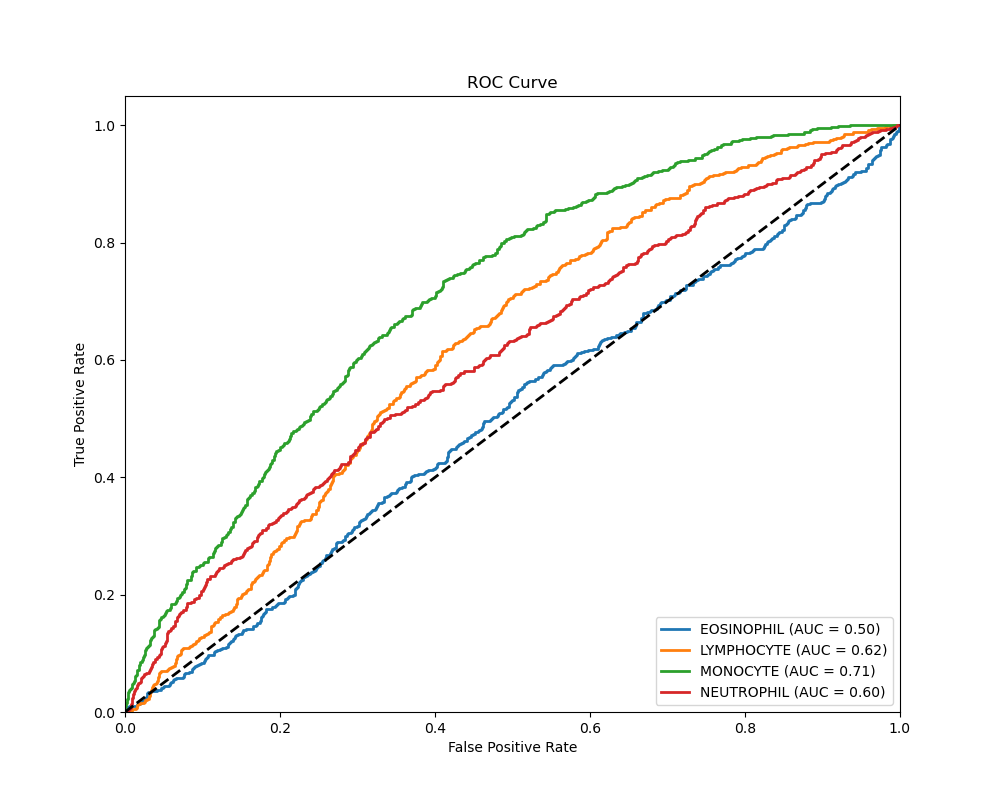 ROC Curve
True Positive Rate
1.0
0.8
0.6
0.4
0.2
0.0
EOSINOPHIL (AUC = 0.50)
LYMPHOCYTE (AUC = 0.62)
MONOCYTE (AUC = 0.71)
NEUTROPHIL (AUC = 0.60)
0.0 0.2 0.4 0.6 0.8 1.0
False Positive Rate